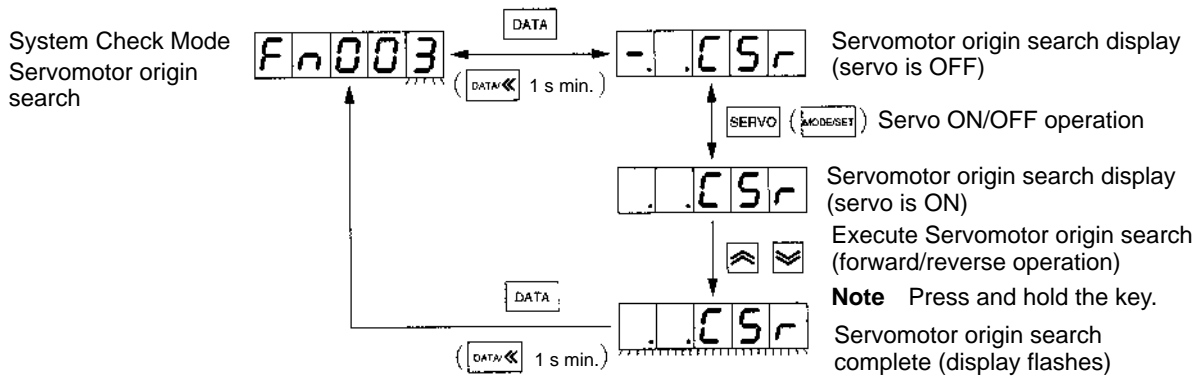 DATA
System Check Mode
Servomotor origin
search
Fn003
(DATA/≪ 1 s min.)
-. .CSr
Servomotor origin search display
(servo is OFF)
SERVO (MODE/SET) Servo ON/OFF operation
. .CSr
Servomotor origin search display
(servo is ON)
Execute Servomotor origin search
(forward/reverse operation)
Note Press and hold the key.
DATA
(DATA/≪ 1 s min.)
. .CSr
Servomotor origin search
complete (display flashes)